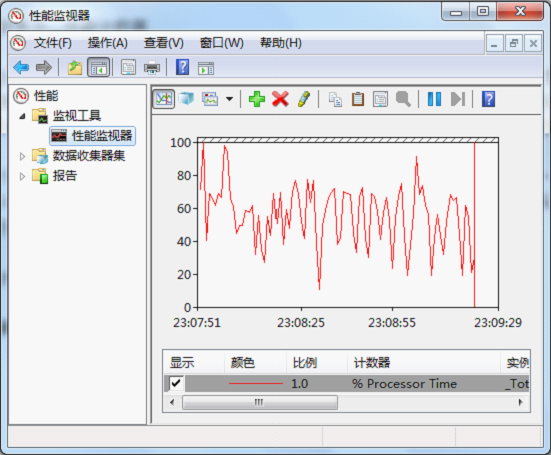 性能监视器
文件(F) 操作(A) 查看(V) 窗口(W) 帮助(H)
性能
监视工具
性能监视器
数据收集器集
报告
100
80
60
40
20
0
23:07:51 23:08:25 23:08:55 23:09:29
显示 颜色 比例 计数器 实例
1.0 % Processor Time _Tot